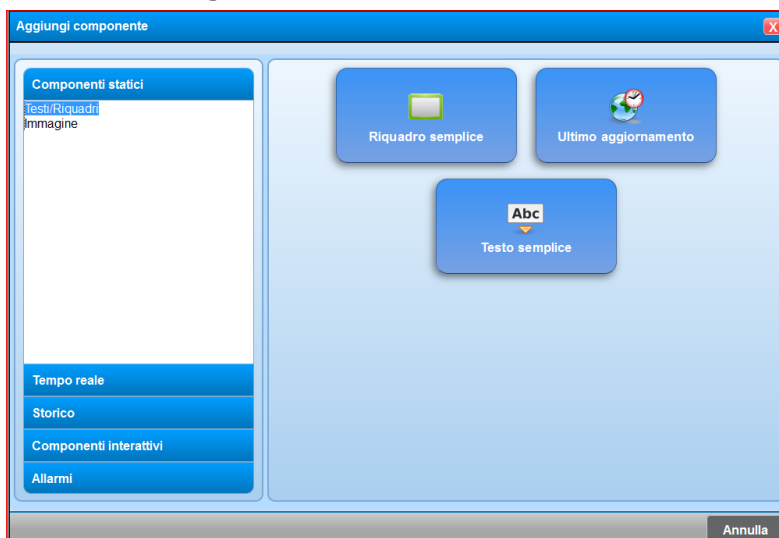 Aggiungi componente
X
Componenti statici
Testi/Riquadri
Immagine
Tempo reale
Storico
Componenti interattivi
Allarmi
Riquadro semplice
Ultimo aggiornamento
Abc
Testo semplice
Annulla